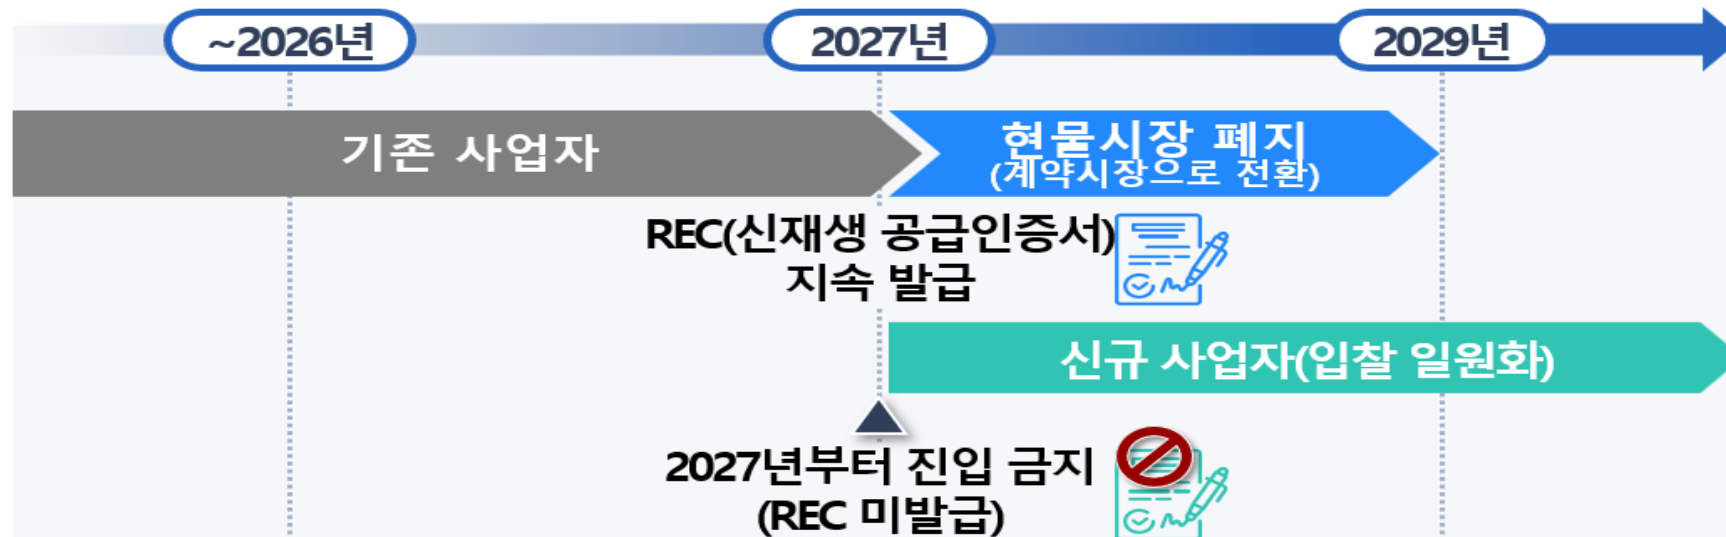 ~2026년
2027년
2029년
기존 사업자
현물시장 폐지
(계약시장으로 전환)
REC(신재생 공급인증서)
지속 발급
신규 사업자(입찰 일원화)
2027년부터 진입 금지
(REC 미발급)